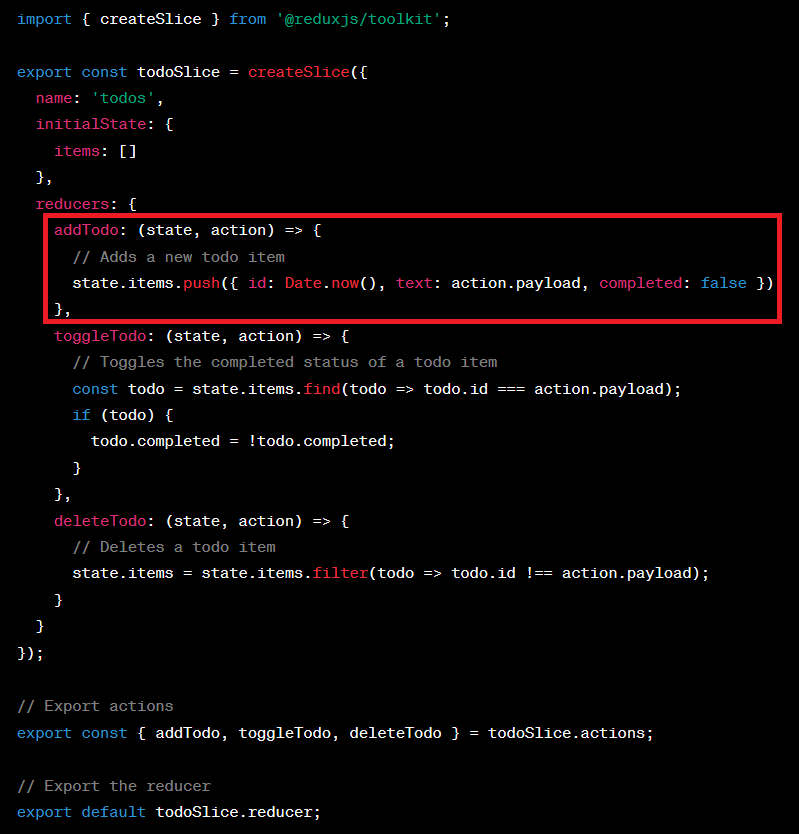 import { createSlice } from '@reduxjs/toolkit';
export const todoSlice = createSlice({
name: 'todos',
initialState: {
items: []
},
reducers: {
addTodo: (state, action) => {
// Adds a new todo item
state.items.push({ id: Date.now(), text: action.payload, completed: false })
},
toggleTodo: (state, action) => {
// Toggles the completed status of a todo item
const todo = state.items.find(todo => todo.id === action.payload);
if (todo) {
todo.completed = !todo.completed;
}
},
deleteTodo: (state, action) => {
// Deletes a todo item
state.items = state.items.filter(todo => todo.id !== action.payload);
}
}
});
// Export actions
export const { addTodo, toggleTodo, deleteTodo } = todoSlice.actions;
// Export the reducer
export default todoSlice.reducer;